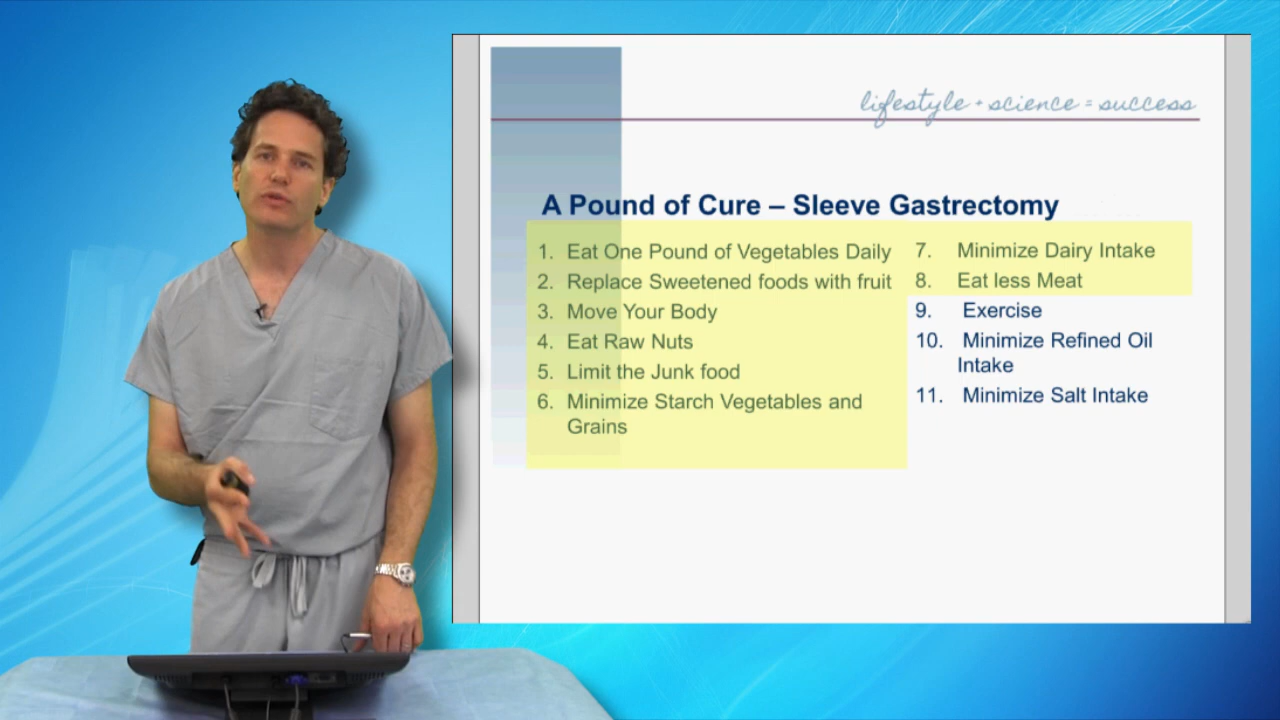 lifestyle + science = success
A Pound of Cure – Sleeve Gastrectomy
1. Eat One Pound of Vegetables Daily
2. Replace Sweetened foods with fruit
3. Move Your Body
4. Eat Raw Nuts
5. Limit the Junk food
6. Minimize Starch Vegetables and
Grains
7. Minimize Dairy Intake
8. Eat less Meat
9. Exercise
10. Minimize Refined Oil
Intake
11. Minimize Salt Intake